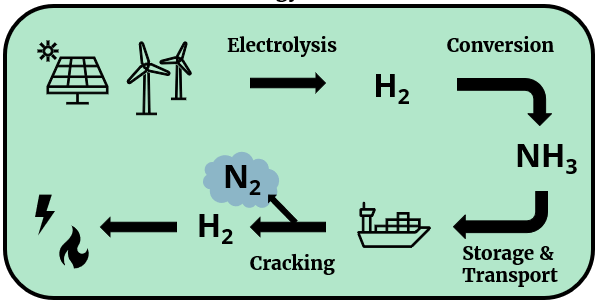 Electrolysis
Conversion
H2
NH3
N2
H2
Cracking
Storage &
Transport